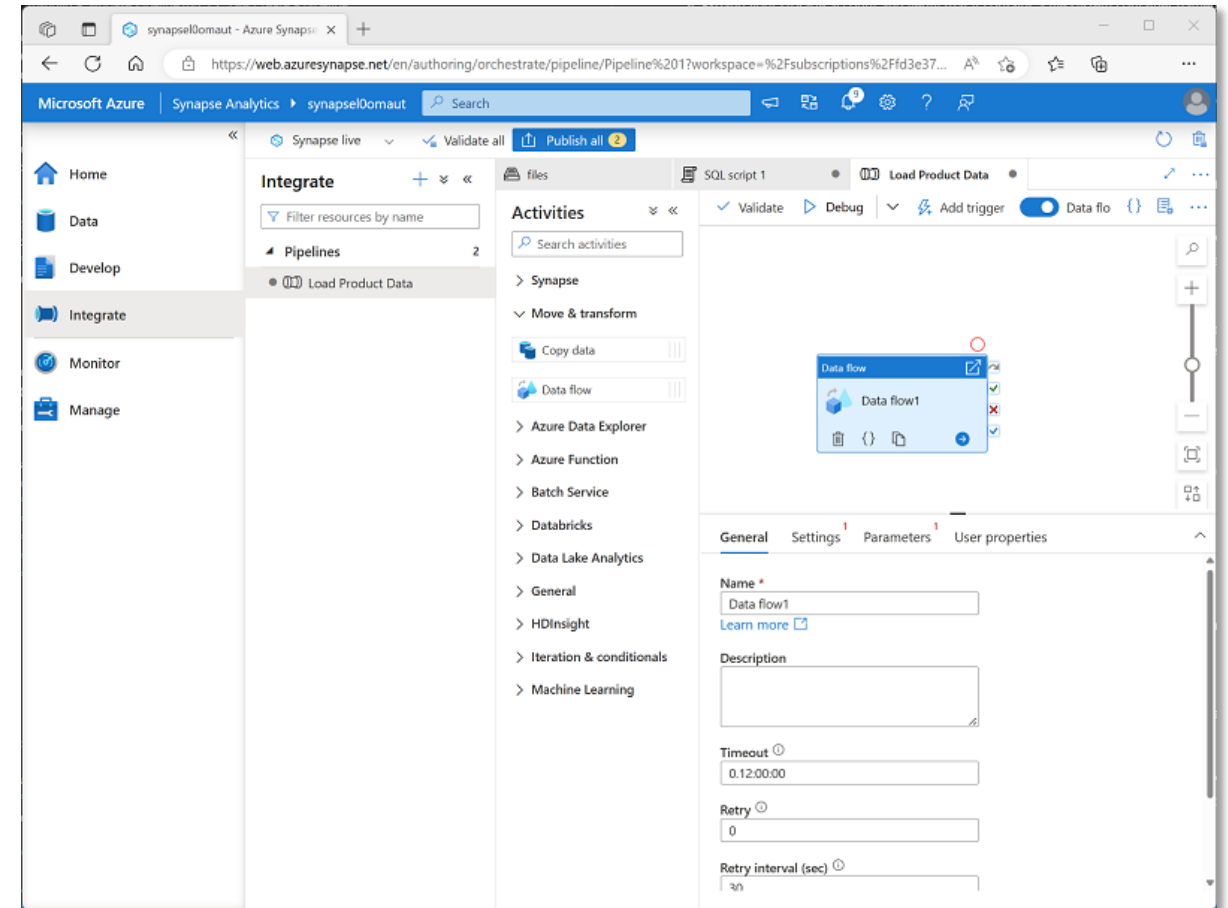 synapsel0omaut - Azure Synapse
https://web.azuresynapse.net/en/authoring/orchestrate/pipeline/Pipeline%201?workspace=%2Fsubscriptions%2Ffd3e37...
Microsoft Azure
Synapse Analytics
synapsel0omaut
Search
9
Synapse live
Validate all
Publish all 2
Home
Data
Develop
Integrate
Monitor
Manage
Integrate
Filter resources by name
Pipelines 2
Load Product Data
files
SQL script 1
Load Product Data
Activities
Search activities
Synapse
Move & transform
Copy data
Data flow
Azure Data Explorer
Azure Function
Batch Service
Databricks
Data Lake Analytics
General
HDInsight
Iteration & conditionals
Machine Learning
Validate
Debug
Add trigger
Data flo
Data flow
Data flow1
General
Settings 1
Parameters 1
User properties
Name *
Data flow1
Learn more
Description
Timeout
0.12:00:00
Retry
0
Retry interval (sec)
30